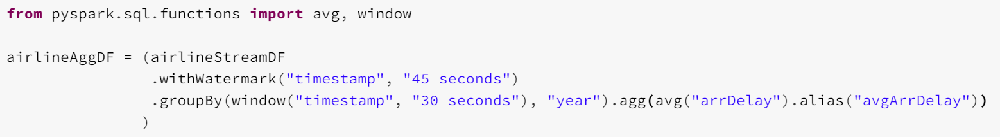 from pyspark.sql.functions import avg, window
airlineAggDF = (airlineStreamDF
.withWatermark("timestamp", "45 seconds")
.groupBy(window("timestamp", "30 seconds"), "year").agg(avg("arrDelay").alias("avgArrDelay"))
)